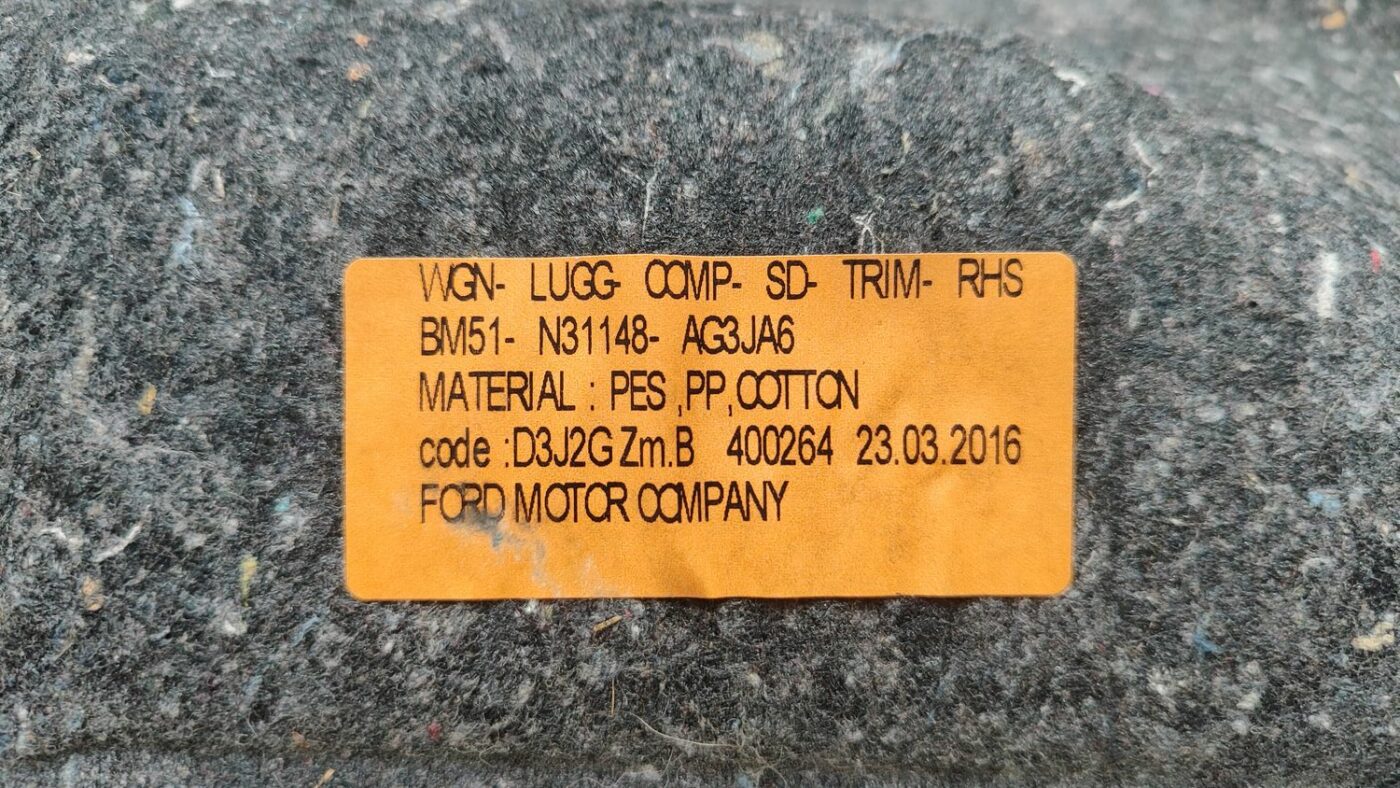 WGN- LUGG- COMP- SD- TRIM- RHS
BM51- N31148- AG3JA6
MATERIAL : PES ,PP,COTTON
code :D3J2G Zm.B 400264 23.03.2016
FORD MOTOR COMPANY